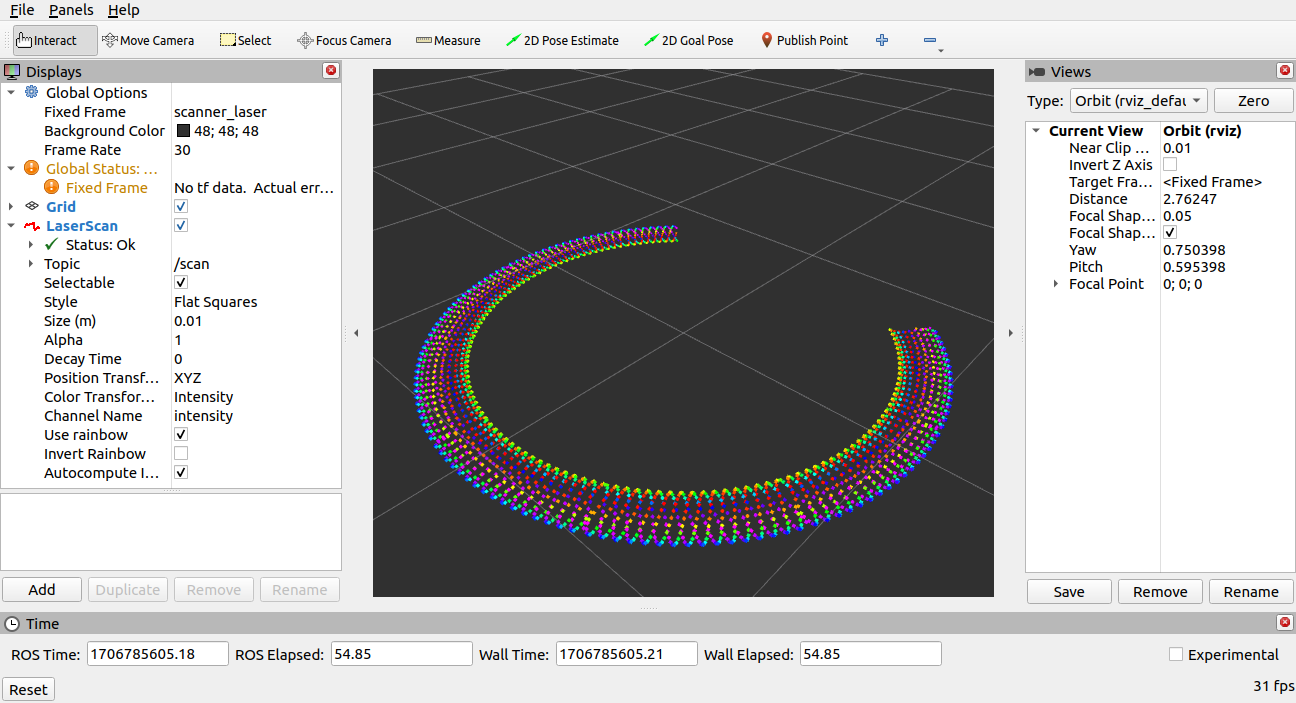 File Panels Help
Interact Move Camera Select Focus Camera Measure 2D Pose Estimate 2D Goal Pose Publish Point
Displays
Global Options
Fixed Frame scanner_laser
Background Color 48; 48; 48
Frame Rate 30
Global Status: ...
Fixed Frame No tf data.  Actual err...
Grid
LaserScan
Status: Ok
Topic /scan
Selectable
Style Flat Squares
Size (m) 0.01
Alpha 1
Decay Time 0
Position Transf... XYZ
Color Transfor... Intensity
Channel Name intensity
Use rainbow
Invert Rainbow
Autocompute I...
Add Duplicate Remove Rename
Views
Type: Orbit (rviz_defau Zero
Current View Orbit (rviz)
Near Clip ... 0.01
Invert Z Axis
Target Fra... <Fixed Frame>
Distance 2.76247
Focal Shap... 0.05
Focal Shap...
Yaw 0.750398
Pitch 0.595398
Focal Point 0; 0; 0
Save Remove Rename
Time
ROS Time: 1706785605.18 ROS Elapsed: 54.85 Wall Time: 1706785605.21 Wall Elapsed: 54.85 Experimental
Reset 31 fps